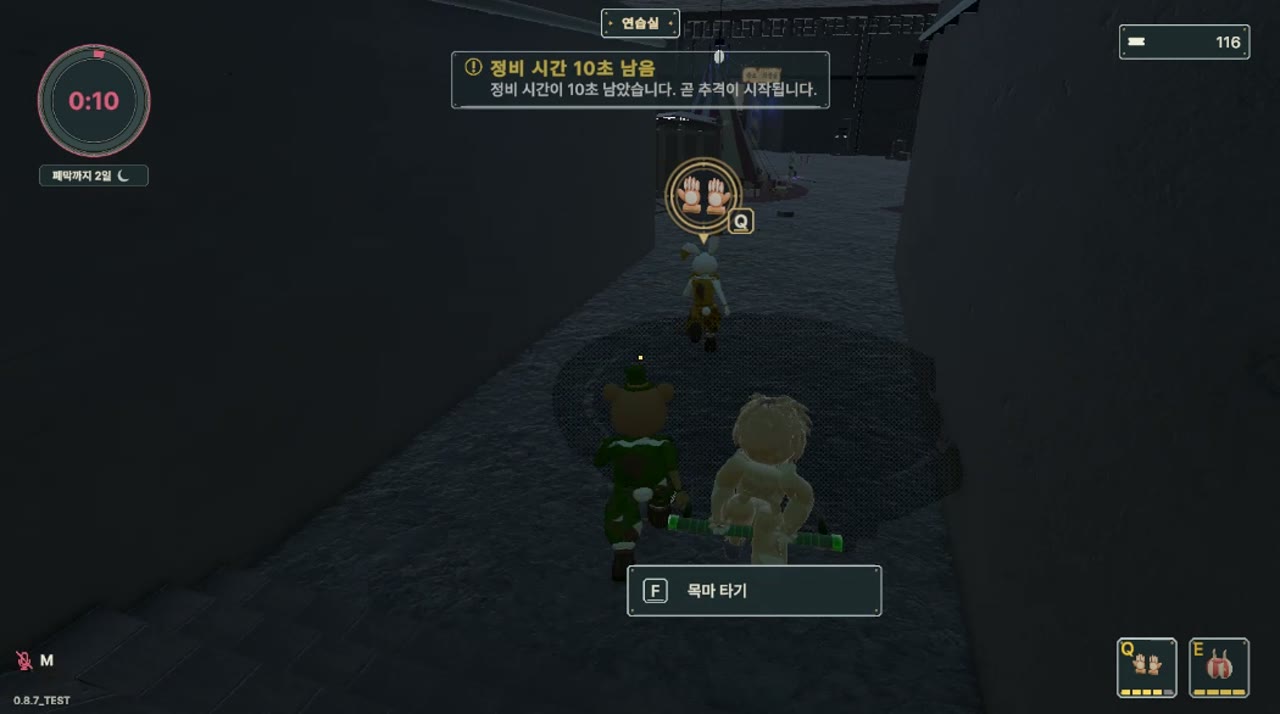 연습실
0:10
정비 시간 10초 남음
정비 시간이 10초 남았습니다. 곧 추격이 시작됩니다.
116
폐막까지 2일
Q
F 목마 타기
M
0.8.7_TEST
Q
E